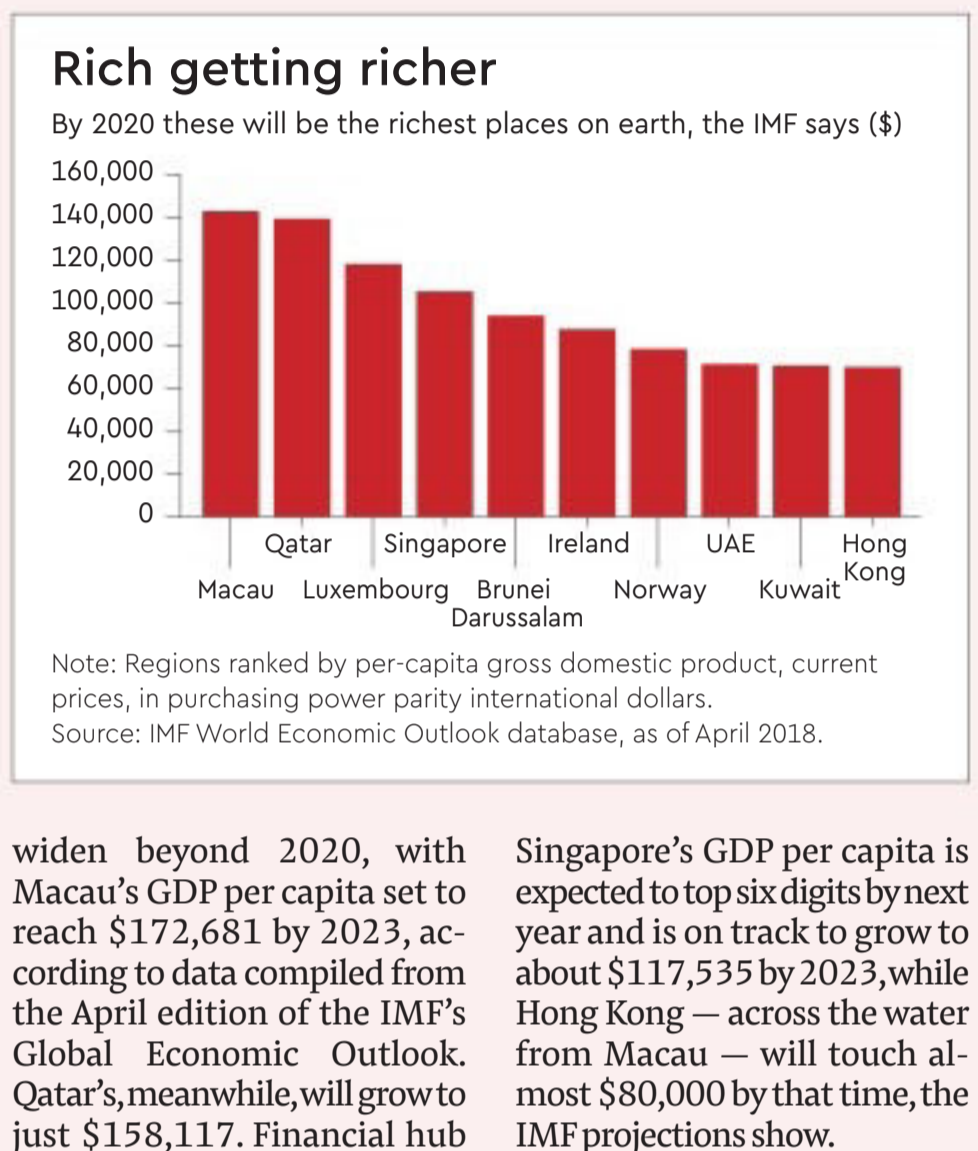 Rich getting richer
By 2020 these will be the richest places on earth, the IMF says ($)
160,000
140,000
120,000
100,000
80,000
60,000
40,000
20,000
0
Qatar
Singapore
Ireland
UAE
Hong
Kong
Macau
Luxembourg
Brunei
Darussalam
Norway
Kuwait
Note: Regions ranked by per-capita gross domestic product, current
prices, in purchasing power parity international dollars.
Source: IMF World Economic Outlook database, as of April 2018.
widen beyond 2020, with
Macau’s GDP per capita set to
reach $172,681 by 2023, ac-
cording to data compiled from
the April edition of the IMF’s
Global Economic Outlook.
Qatar’s, meanwhile, will grow to
just $158,117. Financial hub
Singapore’s GDP per capita is
expected to top six digits by next
year and is on track to grow to
about $117,535 by 2023, while
Hong Kong — across the water
from Macau — will touch al-
most $80,000 by that time, the
IMF projections show.